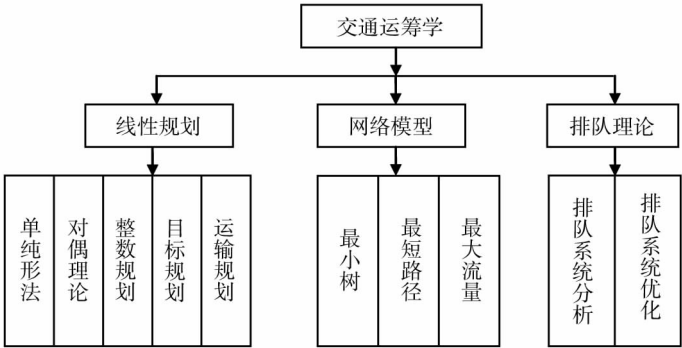 交通运筹学
线性规划
网络模型
排队理论
单纯形法
对偶理论
整数规划
目标规划
运输规划
最小树
最短路径
最大流量
排队系统分析
排队系统优化